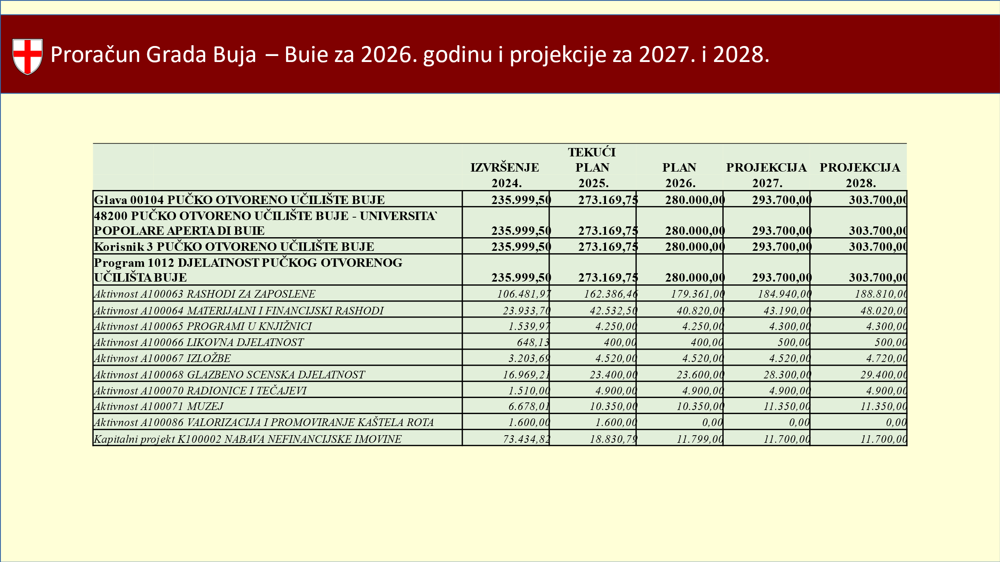 Proračun Grada Buja – Buie za 2026. godinu i projekcije za 2027. i 2028.
IZVRŠENJE TEKUĆI PLAN PLAN PROJEKCIJA PROJEKCIJA
2024. 2025. 2026. 2027. 2028.
Glava 00104 PUČKO OTVORENO UČILIŠTE BUJE 235.999,50 273.169,75 280.000,00 293.700,00 303.700,00
48200 PUČKO OTVORENO UČILIŠTE BUJE - UNIVERSITA`
POPOLARE APERTA DI BUIE 235.999,50 273.169,75 280.000,00 293.700,00 303.700,00
Korisnik 3 PUČKO OTVORENO UČILIŠTE BUJE 235.999,50 273.169,75 280.000,00 293.700,00 303.700,00
Program 1012 DJELATNOST PUČKOG OTVORENOG
UČILIŠTA BUJE 235.999,50 273.169,75 280.000,00 293.700,00 303.700,00
Aktivnost A100063 RASHODI ZA ZAPOSLENE 106.481,97 162.386,46 179.361,00 184.940,00 188.810,00
Aktivnost A100064 MATERIJALNI I FINANCIJSKI RASHODI 23.933,70 42.532,50 40.820,00 43.190,00 48.020,00
Aktivnost A100065 PROGRAMI U KNJIŽNICI 1.539,97 4.250,00 4.250,00 4.300,00 4.300,00
Aktivnost A100066 LIKOVNA DJELATNOST 648,13 400,00 400,00 500,00 500,00
Aktivnost A100067 IZLOŽBE 3.203,69 4.520,00 4.520,00 4.520,00 4.720,00
Aktivnost A100068 GLAZBENO SCENSKA DJELATNOST 16.969,21 23.400,00 23.600,00 28.300,00 29.400,00
Aktivnost A100070 RADIONICE I TEČAJEVI 1.510,00 4.900,00 4.900,00 4.900,00 4.900,00
Aktivnost A100071 MUZEJ 6.678,01 10.350,00 10.350,00 11.350,00 11.350,00
Aktivnost A100086 VALORIZACIJA I PROMOVIRANJE KAŠTELA ROTA 1.600,00 1.600,00 0,00 0,00 0,00
Kapitalni projekt K100002 NABAVA NEFINANCIJSKE IMOVINE 73.434,82 18.830,79 11.799,00 11.700,00 11.700,00